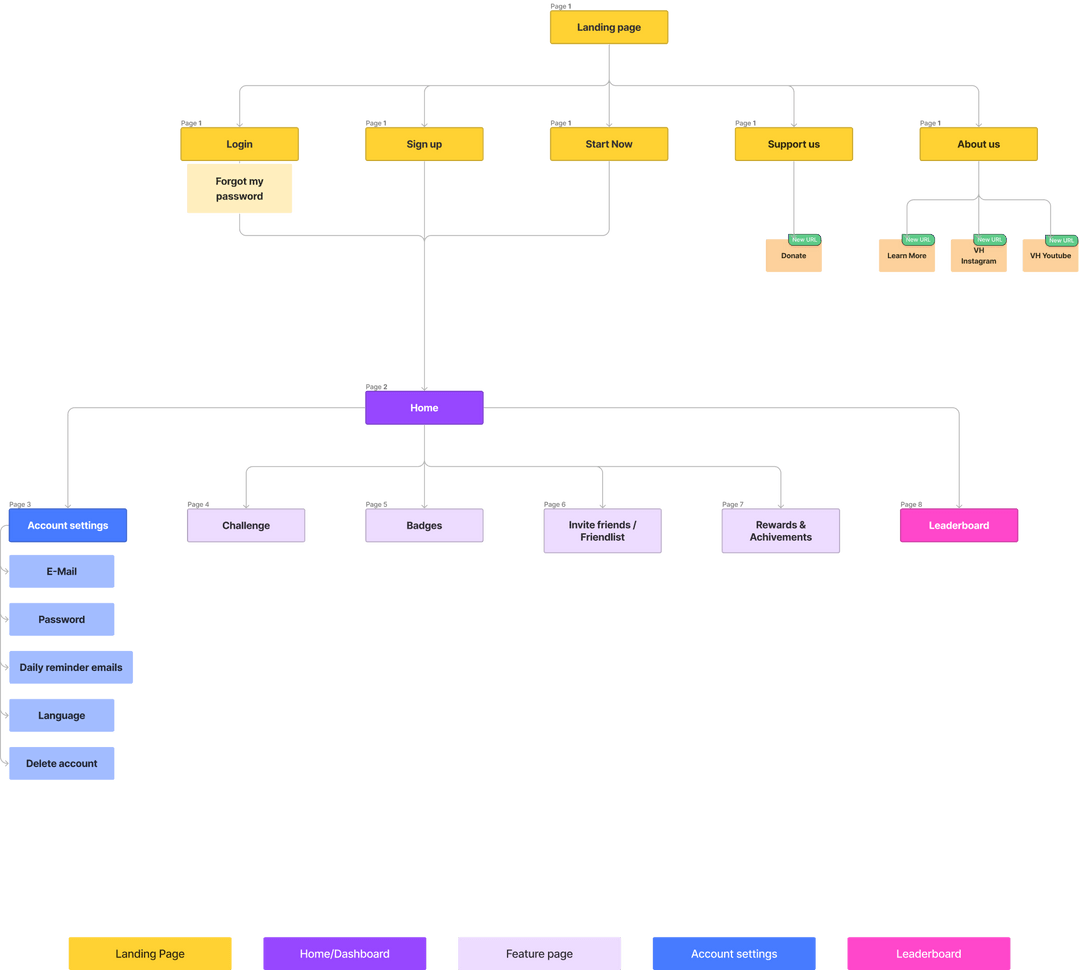 Page 1
Landing page
Page 1
Login
Page 1
Sign up
Page 1
Start Now
Page 1
Support us
Page 1
About us
Forgot my
password
New URL
Donate
New URL
Learn More
New URL
VH
Instagram
New URL
VH Youtube
Page 2
Home
Page 3
Account settings
Page 4
Challenge
Page 5
Badges
Page 6
Invite friends /
Friendlist
Page 7
Rewards &
Achivements
Page 8
Leaderboard
E-Mail
Password
Daily reminder emails
Language
Delete account
Landing Page
Home/Dashboard
Feature page
Account settings
Leaderboard